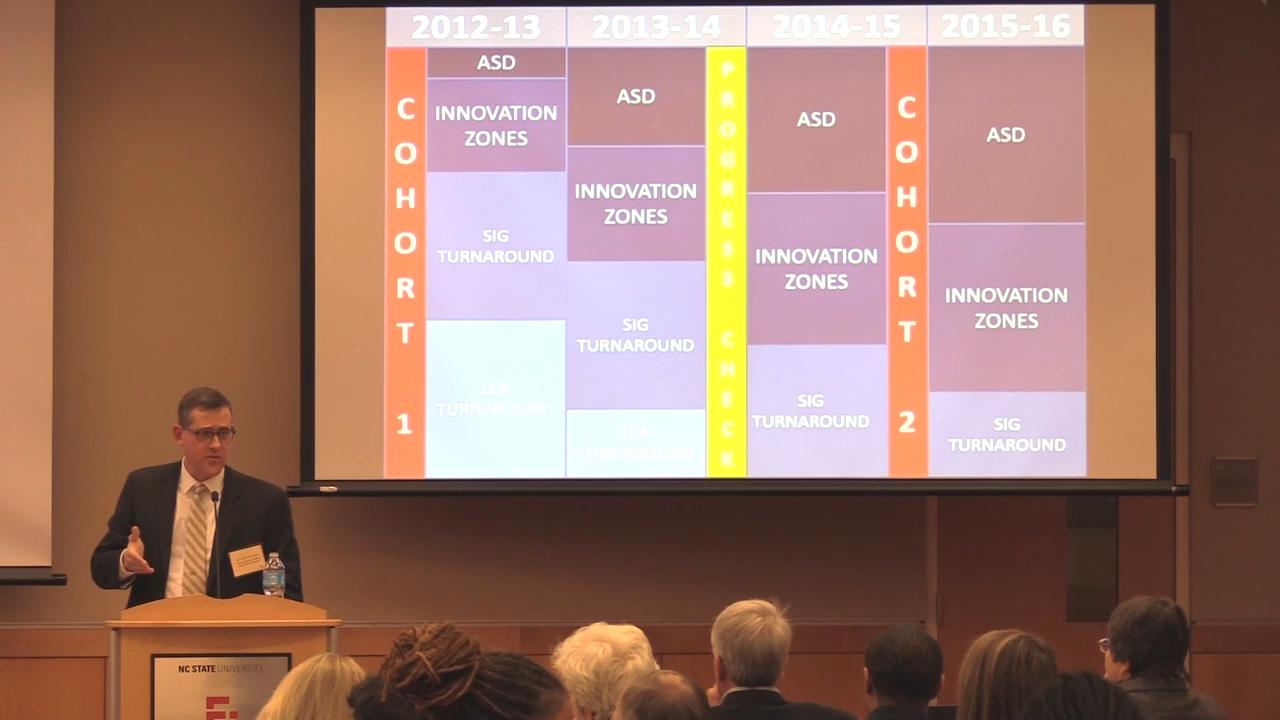 2012-13
2013-14
2014-15
2015-16
COHORT 1
ASD
INNOVATION
ZONES
SIG
TURNAROUND
LEA
TURNAROUND
ASD
INNOVATION
ZONES
SIG
TURNAROUND
LEA
TURNAROUND
PROGRESS CHECK
ASD
INNOVATION
ZONES
SIG
TURNAROUND
COHORT 2
ASD
INNOVATION
ZONES
SIG
TURNAROUND
NC STATE UNIVERSITY